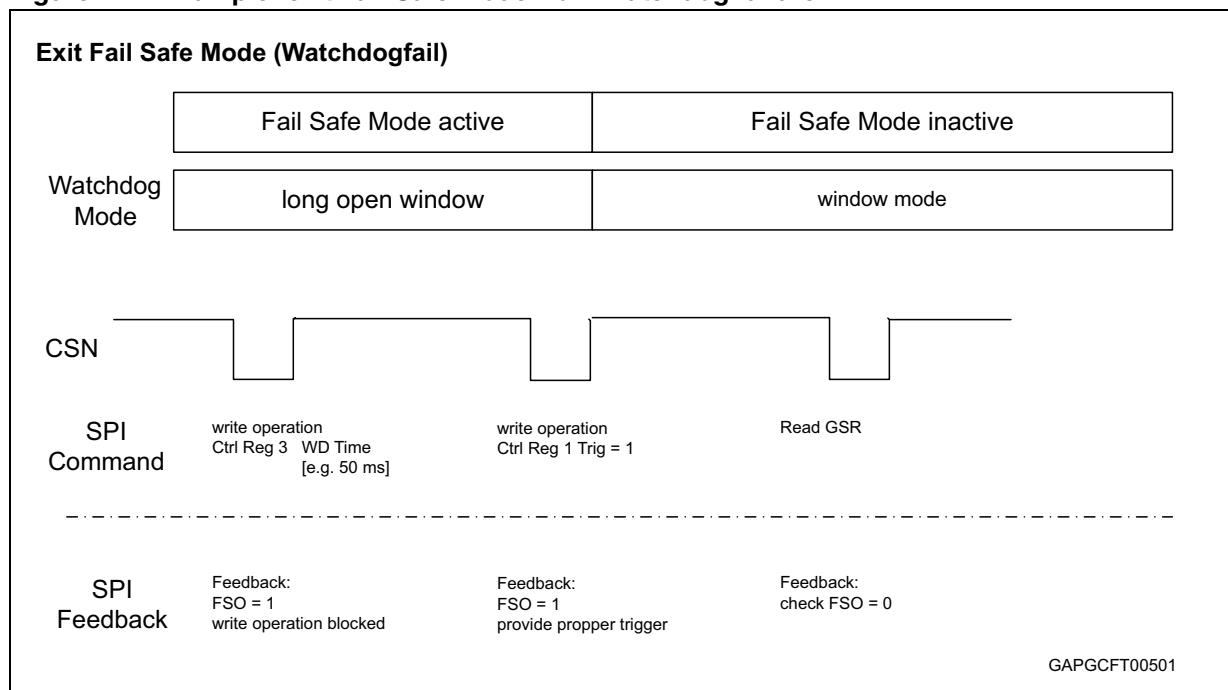 Exit Fail Safe Mode (Watchdogfail)
Fail Safe Mode active
Fail Safe Mode inactive
Watchdog
Mode
long open window
window mode
CSN
SPI
Command
write operation
Ctrl Reg 3 WD Time
[e.g. 50 ms]
write operation
Ctrl Reg 1 Trig = 1
Read GSR
SPI
Feedback
Feedback:
FSO = 1
write operation blocked
Feedback:
FSO = 1
provide propper trigger
Feedback:
check FSO = 0
GAPGCFT00501